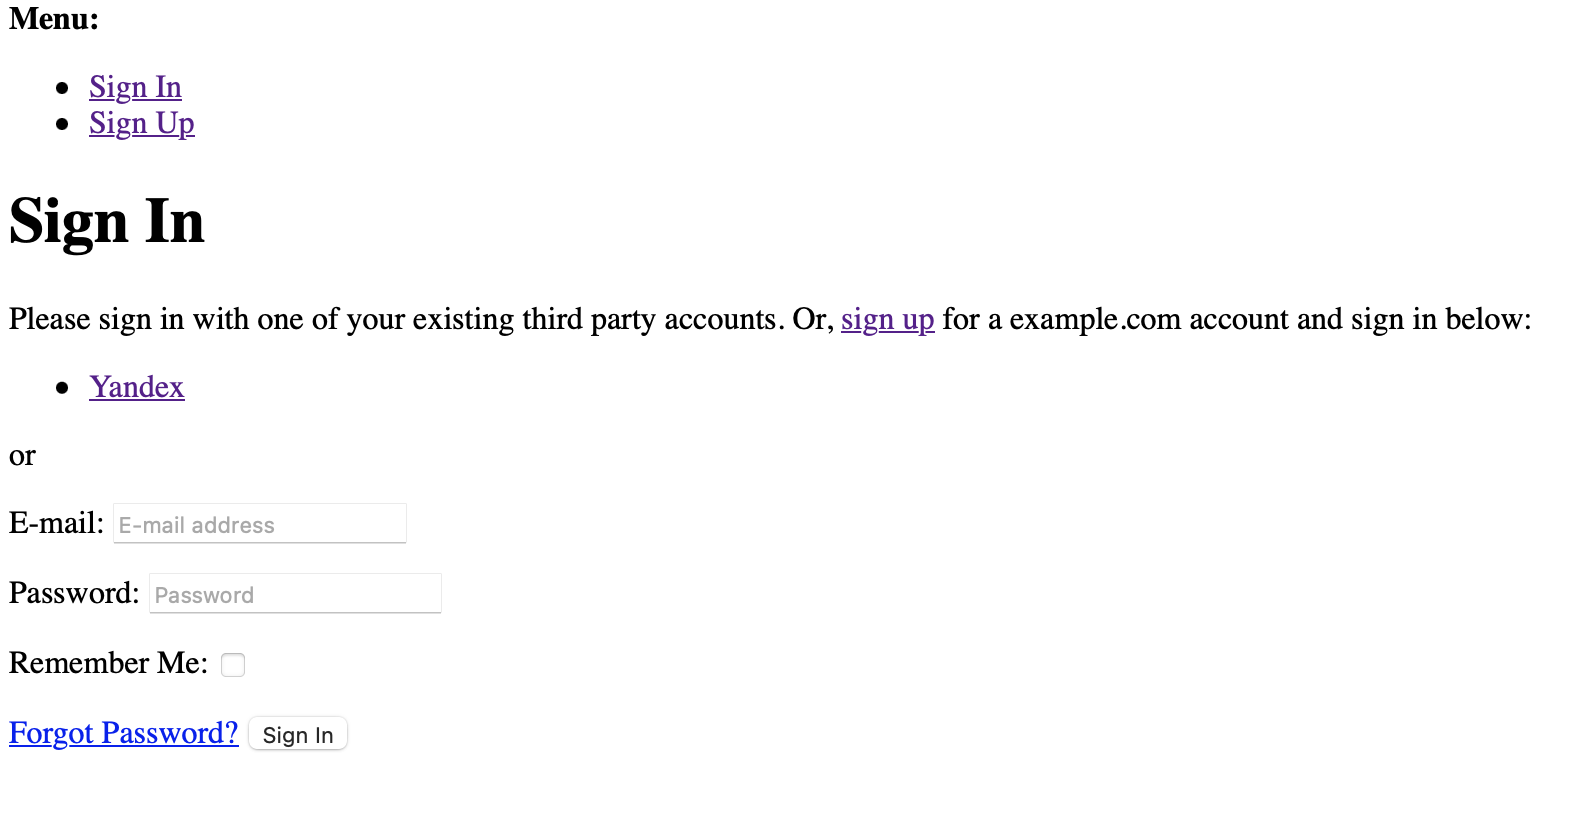 Menu:
Sign In
Sign Up
Sign In
Please sign in with one of your existing third party accounts. Or, sign up for a example.com account and sign in below:
Yandex
or
E-mail: E-mail address
Password: Password
Remember Me:
Forgot Password? Sign In